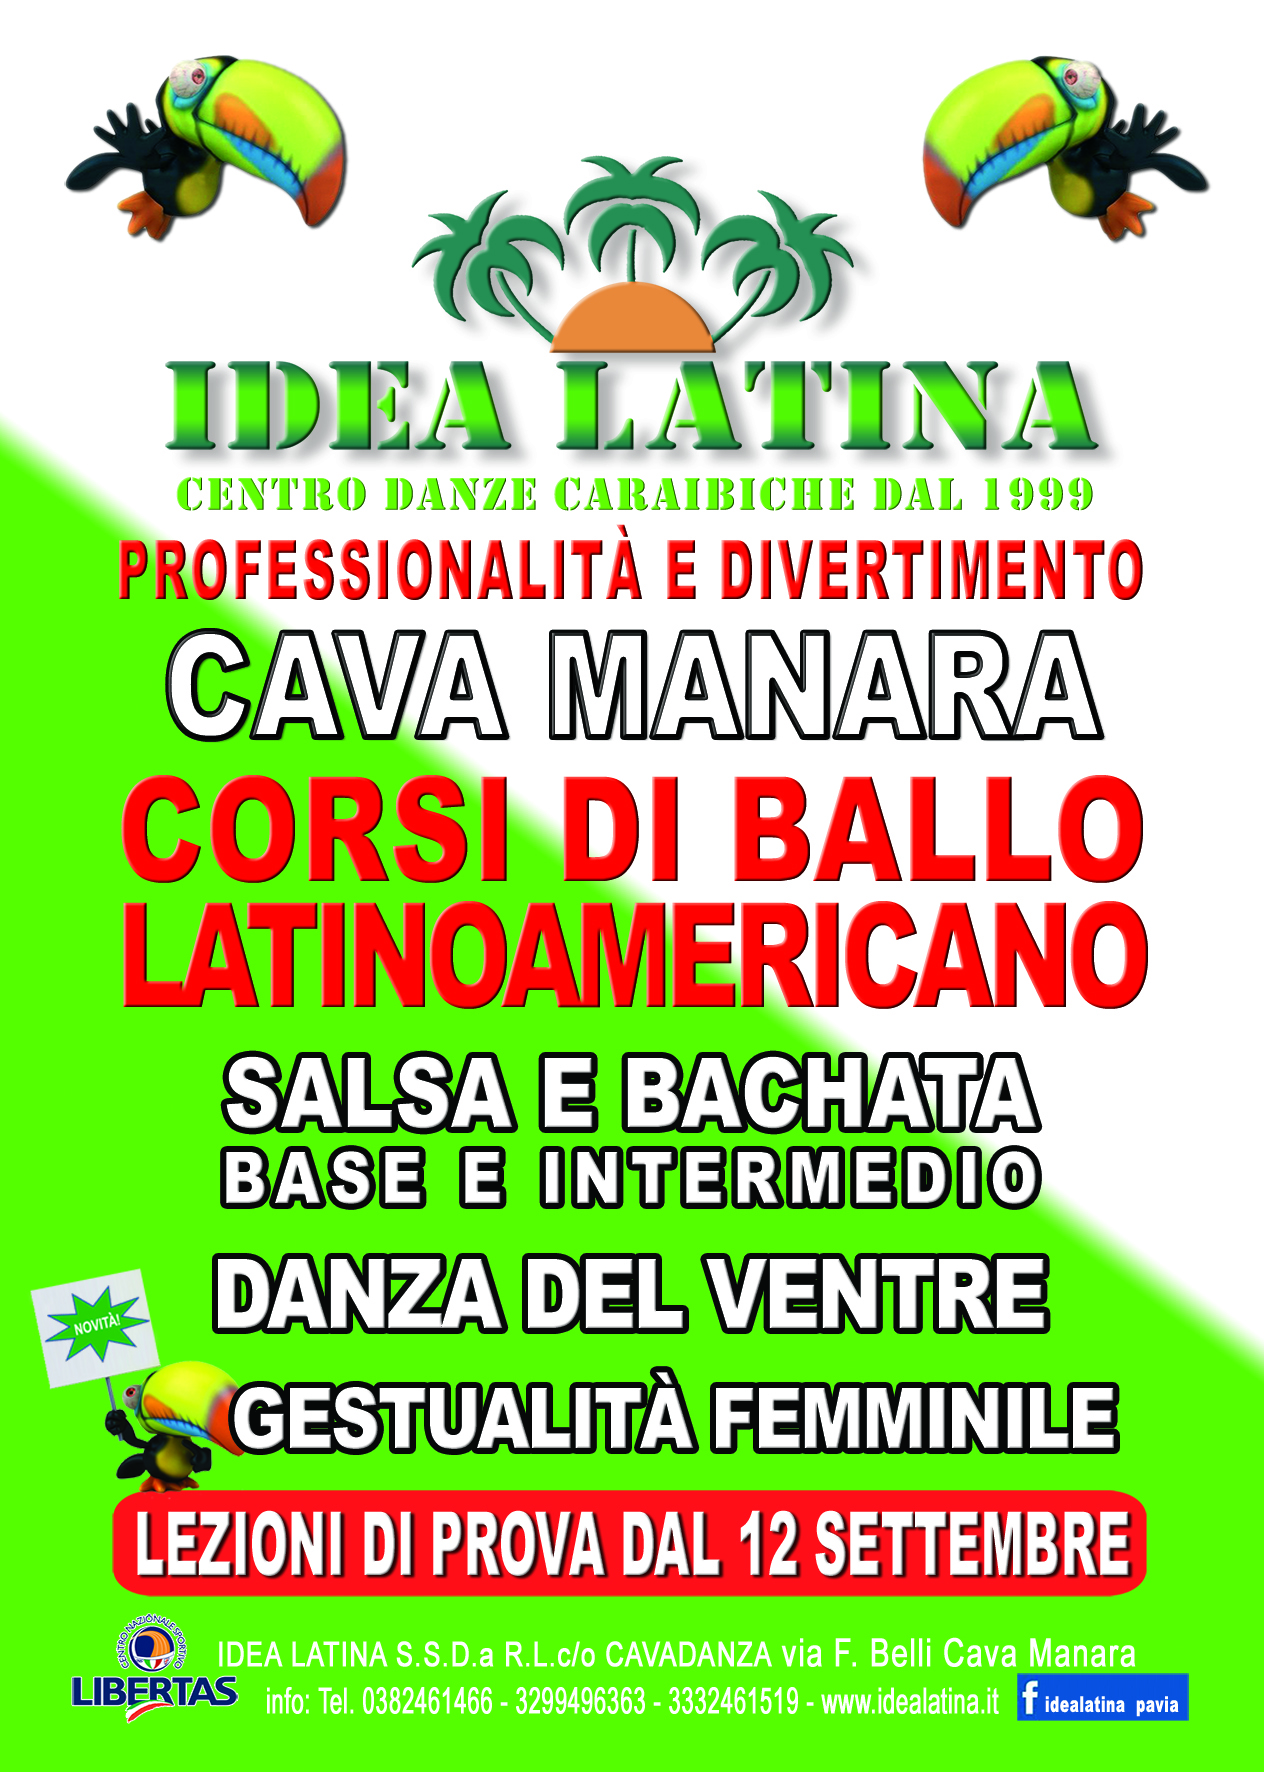 IDEA LATINA
CENTRO DANZE CARAIBICHE DAL 1999
PROFESSIONALITÀ E DIVERTIMENTO
CAVA MANARA
CORSI DI BALLO
LATINOAMERICANO
SALSA E BACHATA
BASE E INTERMEDIO
DANZA DEL VENTRE
NOVITÀ!
GESTUALITÀ FEMMINILE
LEZIONI DI PROVA DAL 12 SETTEMBRE
CENTRO NAZIONALE SPORTIVO
LIBERTAS
IDEA LATINA S.S.D.a R.L.c/o CAVADANZA via F. Belli Cava Manara
info: Tel. 0382461466 - 3299496363 - 3332461519 - www.idealatina.it
f idealatina pavia